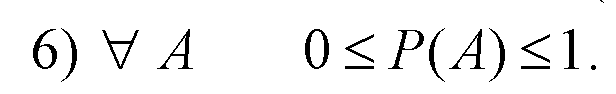 6) ∀ A 0 ≤ P(A) ≤ 1.